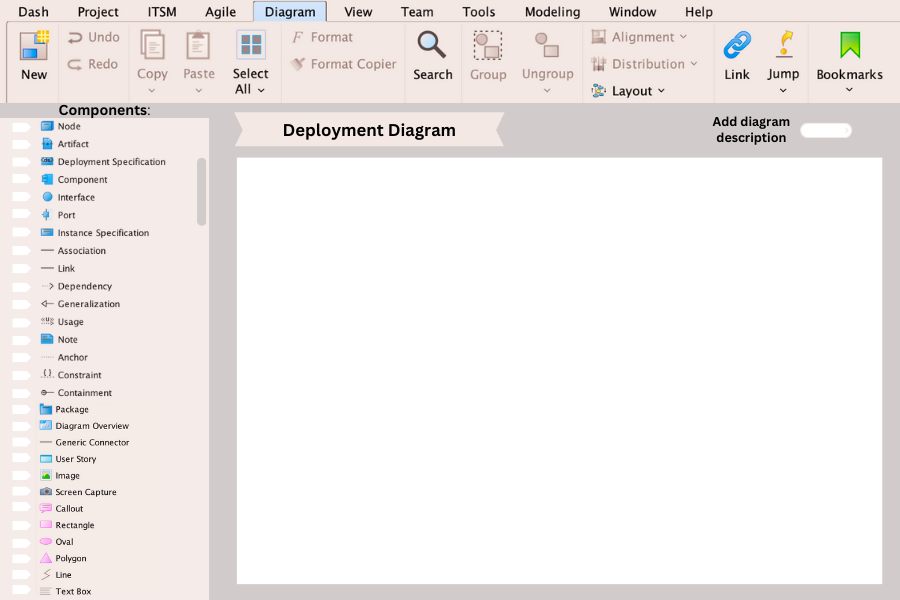 Dash Project ITSM Agile Diagram View Team Tools Modeling Window Help
New
Undo
Redo
Copy
Paste
Select
All
Format
Format Copier
Search
Group
Ungroup
Alignment
Distribution
Layout
Link
Jump
Bookmarks
Components:
Node
Artifact
Deployment Specification
Component
Interface
Port
Instance Specification
Association
Link
Dependency
Generalization
Usage
Note
Anchor
Constraint
Containment
Package
Diagram Overview
Generic Connector
User Story
Image
Screen Capture
Callout
Rectangle
Oval
Polygon
Line
Text Box
Deployment Diagram
Add diagram
description